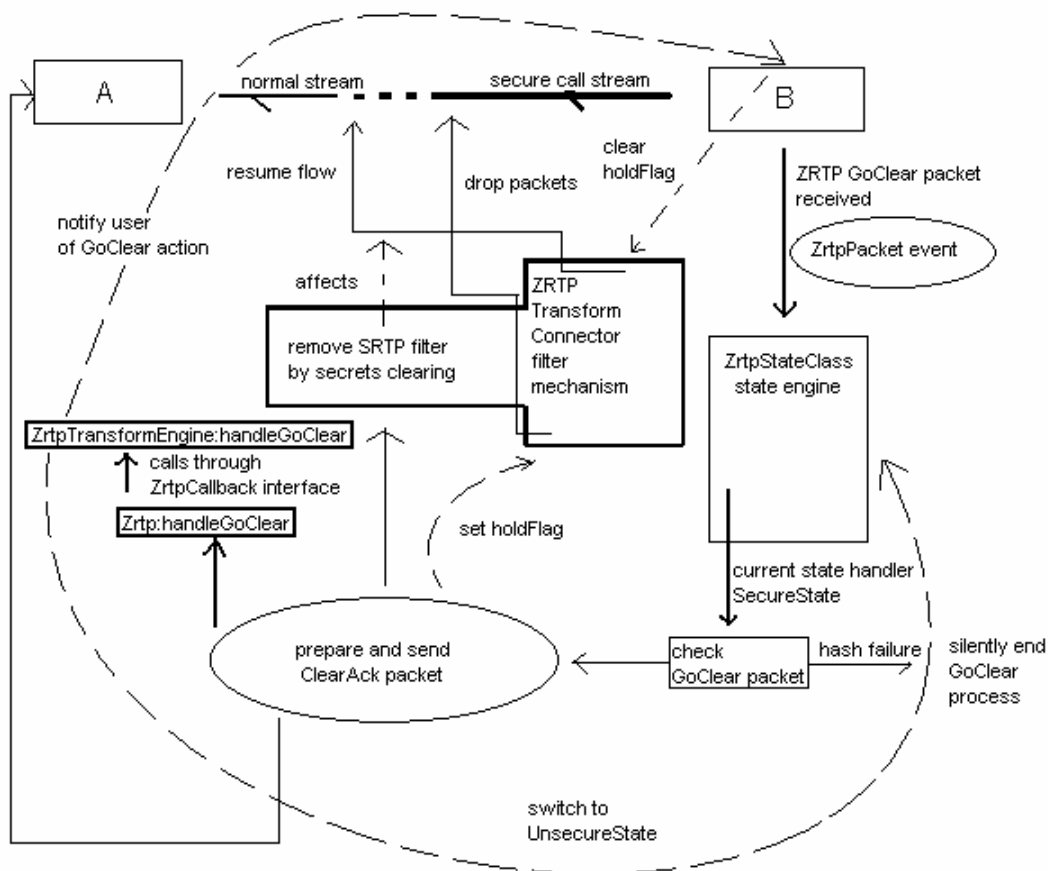 A
normal stream
secure call stream
B
resume flow
drop packets
clear
holdFlag
ZRTP GoClear packet
received
notify user
of GoClear action
ZrtpPacket event
affects
ZRTP
Transform
Connector
filter
mechanism
remove SRTP filter
by secrets clearing
ZrtpStateClass
state engine
ZrtpTransformEngine:handleGoClear
calls through
ZrtpCallback interface
Zrtp:handleGoClear
set holdFlag
current state handler
SecureState
prepare and send
ClearAck packet
check
GoClear packet
hash failure
silently end
GoClear
process
switch to
UnsecureState